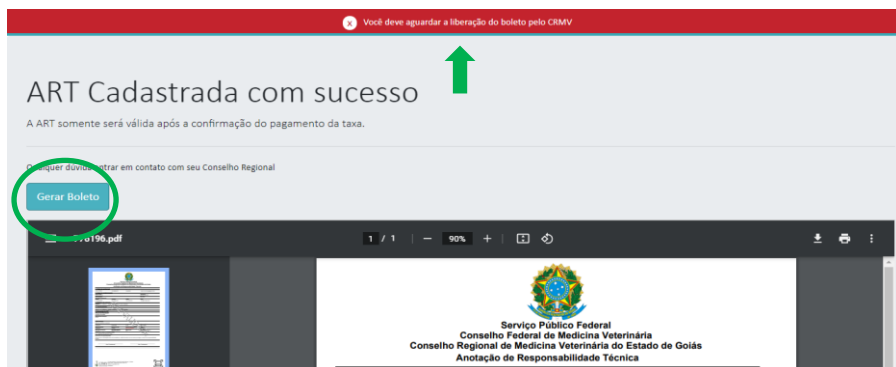 x Você deve aguardar a liberação do boleto pelo CRMV
ART Cadastrada com sucesso
A ART somente será válida após a confirmação do pagamento da taxa.
Qualquer dúvida entrar em contato com seu Conselho Regional
Gerar Boleto
196.pdf 1 / 1 — 90% +
Serviço Público Federal
Conselho Federal de Medicina Veterinária
Conselho Regional de Medicina Veterinária do Estado de Goiás
Anotação de Responsabilidade Técnica